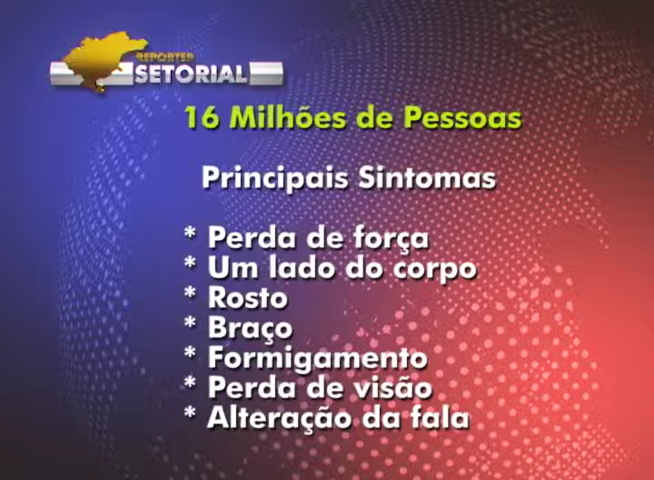 REPORTER
SETORIAL
16 Milhões de Pessoas
Principais Sintomas
* Perda de força
* Um lado do corpo
* Rosto
* Braço
* Formigamento
* Perda de visão
* Alteração da fala